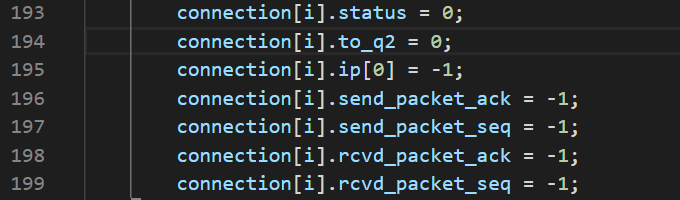 193 connection[i].status = 0;
194 connection[i].to_q2 = 0;
195 connection[i].ip[0] = -1;
196 connection[i].send_packet_ack = -1;
197 connection[i].send_packet_seq = -1;
198 connection[i].rcvd_packet_ack = -1;
199 connection[i].rcvd_packet_seq = -1;